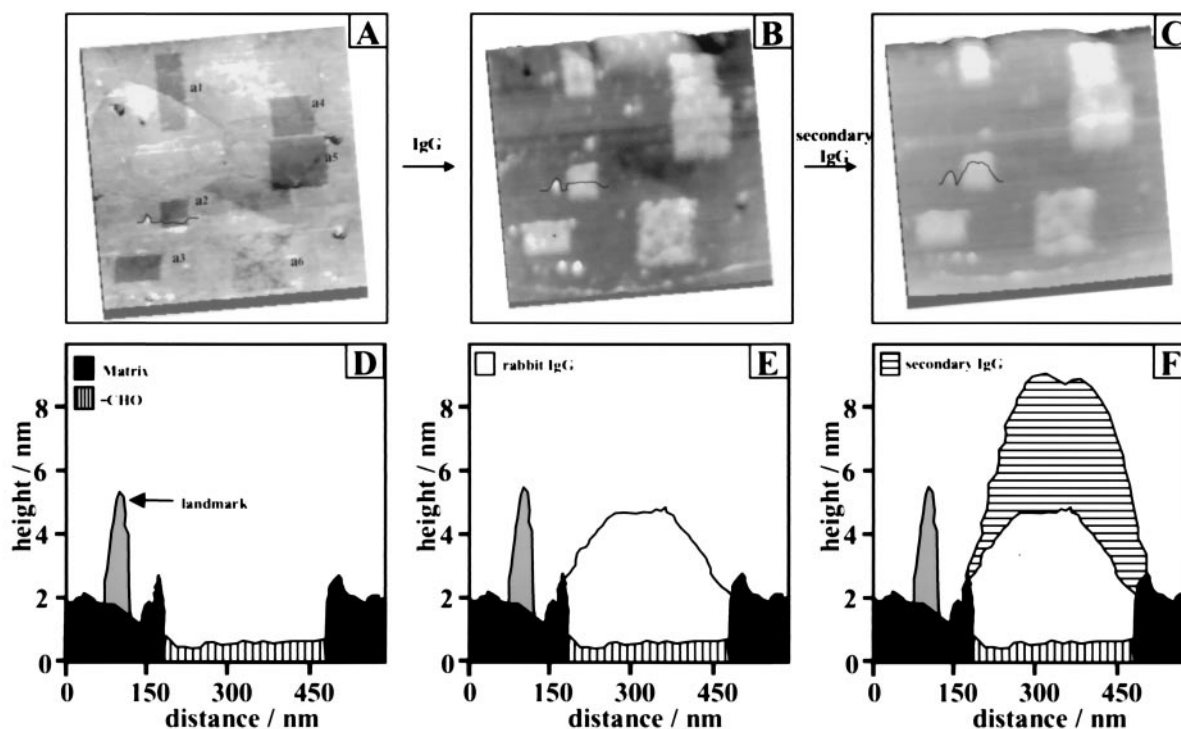 A
a1
a4
a5
a2
a3
a6
IgG
B
secondary
IgG
C
D
Matrix
-CHO
landmark
height / nm
8
6
4
2
0
0 150 300 450
distance / nm
E
rabbit IgG
height / nm
8
6
4
2
0
0 150 300 450
distance / nm
F
secondary IgG
height / nm
8
6
4
2
0
0 150 300 450
distance / nm